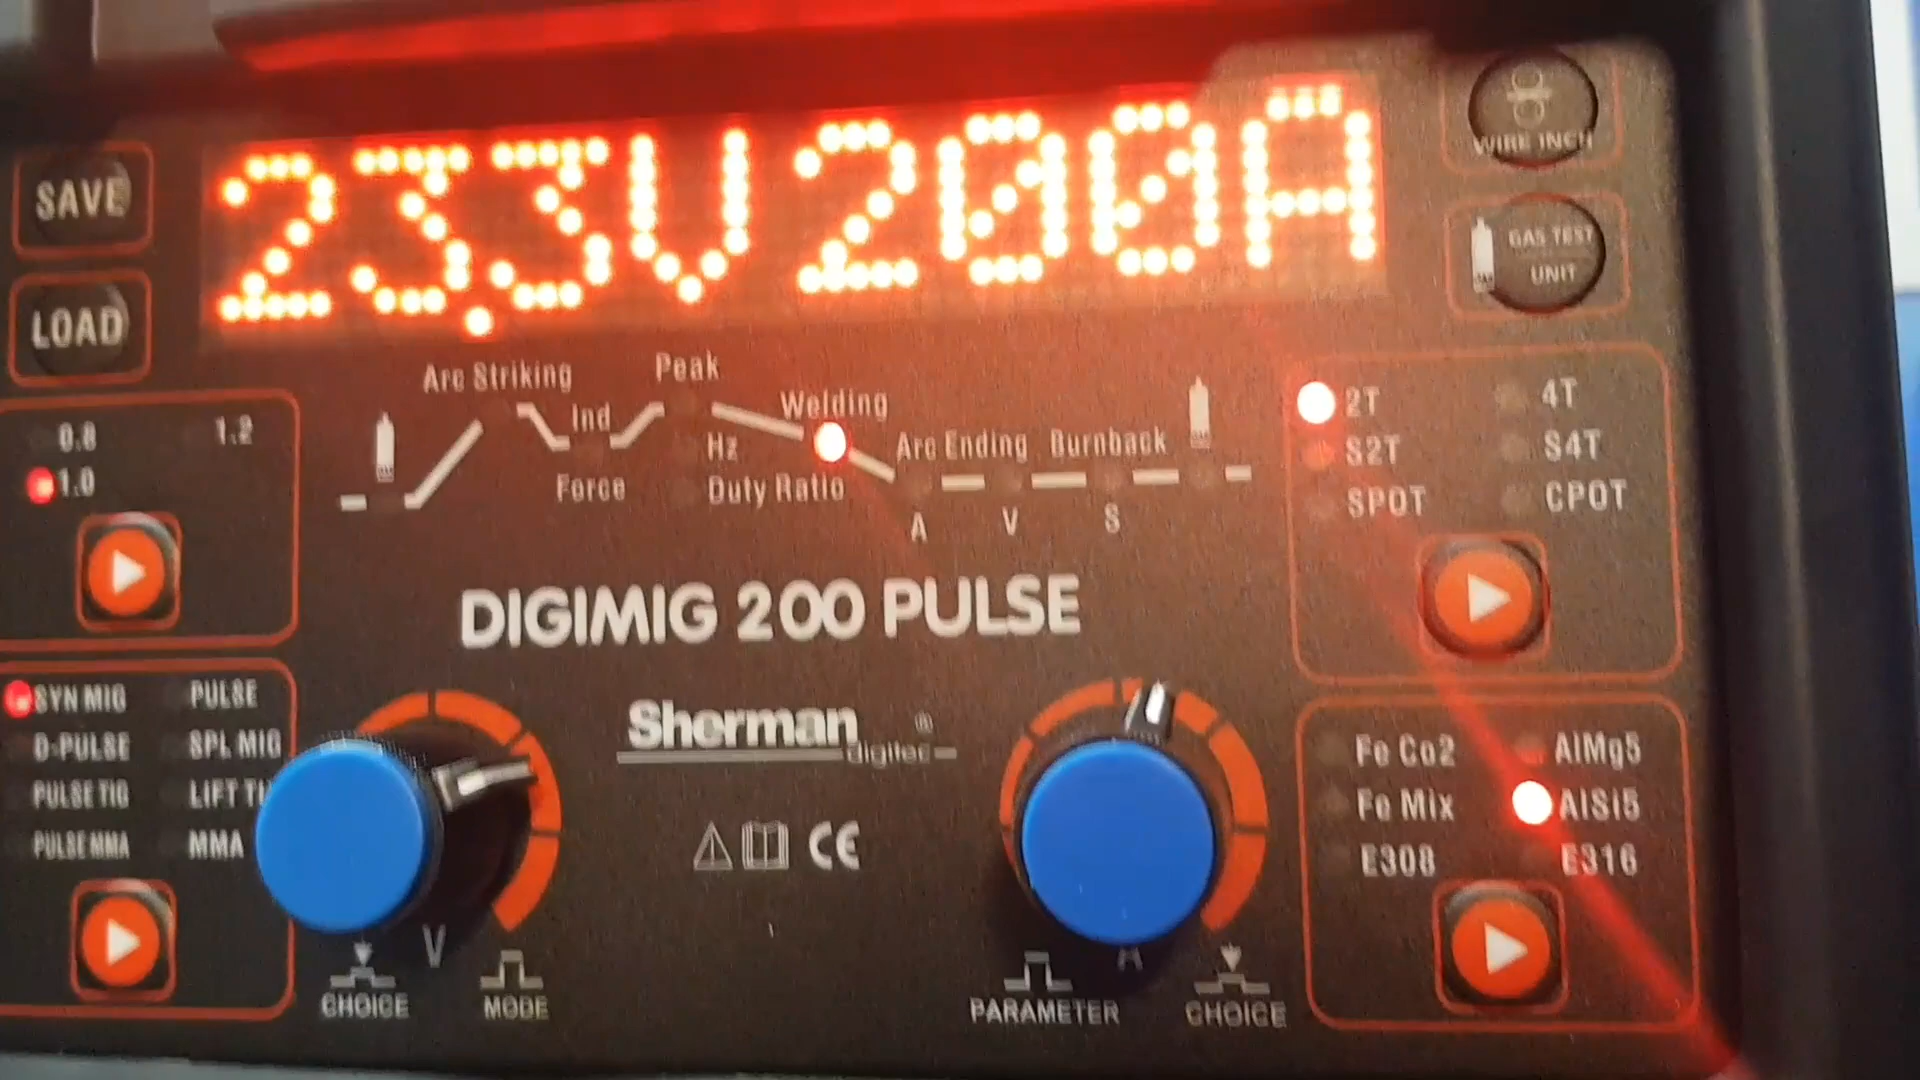 23.3V 200A
WIRE INCH
SAVE
GAS TEST
UNIT
LOAD
Arc Striking
Peak
Ind
Welding
Hz
Arc Ending
Burnback
Force
Duty Ratio
A
V
S
0.8
1.2
1.0
2T
4T
S2T
S4T
SPOT
CPOT
DIGIMIG 200 PULSE
SYN MIG
PULSE
D-PULSE
SPL MIG
PULSE TIG
LIFT TI
PULSE MMA
MMA
Sherman®
digitec
CE
Fe Co2
AlMg5
Fe Mix
AlSi5
E308
E316
V
A
CHOICE
MODE
PARAMETER
CHOICE